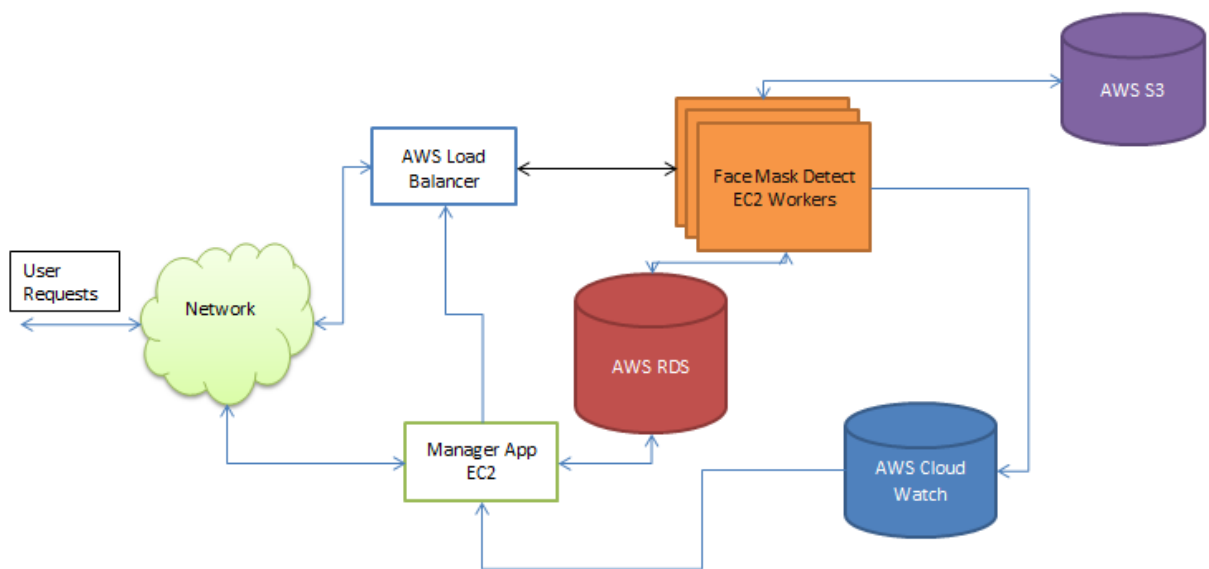 AWS S3
AWS Load
Balancer
Face Mask Detect
EC2 Workers
User
Requests
Network
AWS RDS
Manager App
EC2
AWS Cloud
Watch